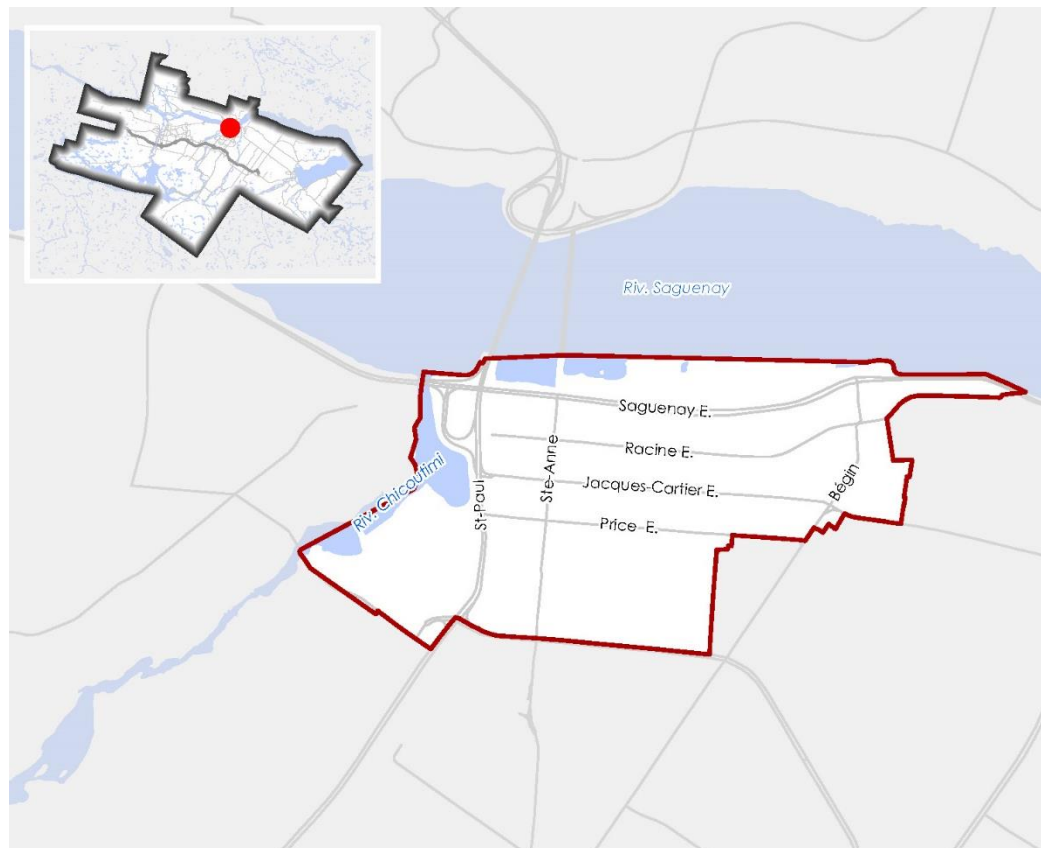 Riv. Saguenay
Saguenay E.
Racine E.
Ste-Anne
Jacques-Cartier E.
Bégin
Riv. Chicoutimi
St-Paul
Price E.